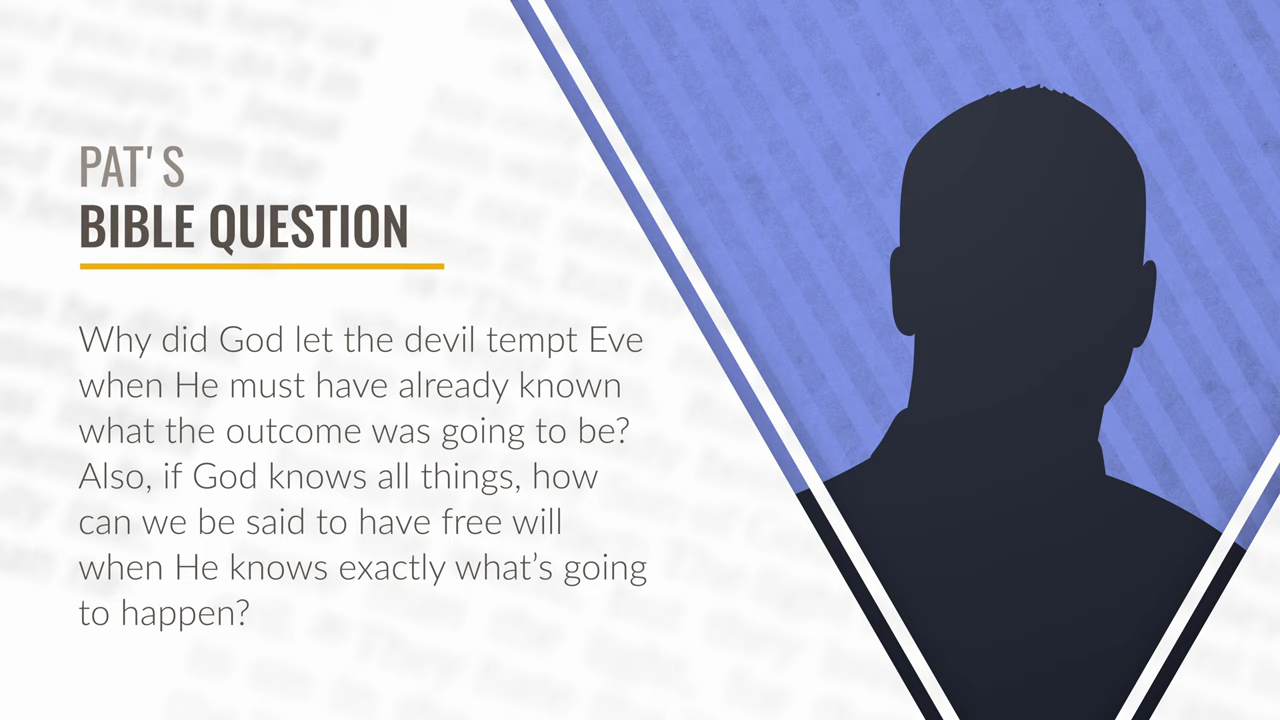 PAT'S
BIBLE QUESTION
Why did God let the devil tempt Eve
when He must have already known
what the outcome was going to be?
Also, if God knows all things, how
can we be said to have free will
when He knows exactly what’s going
to happen?